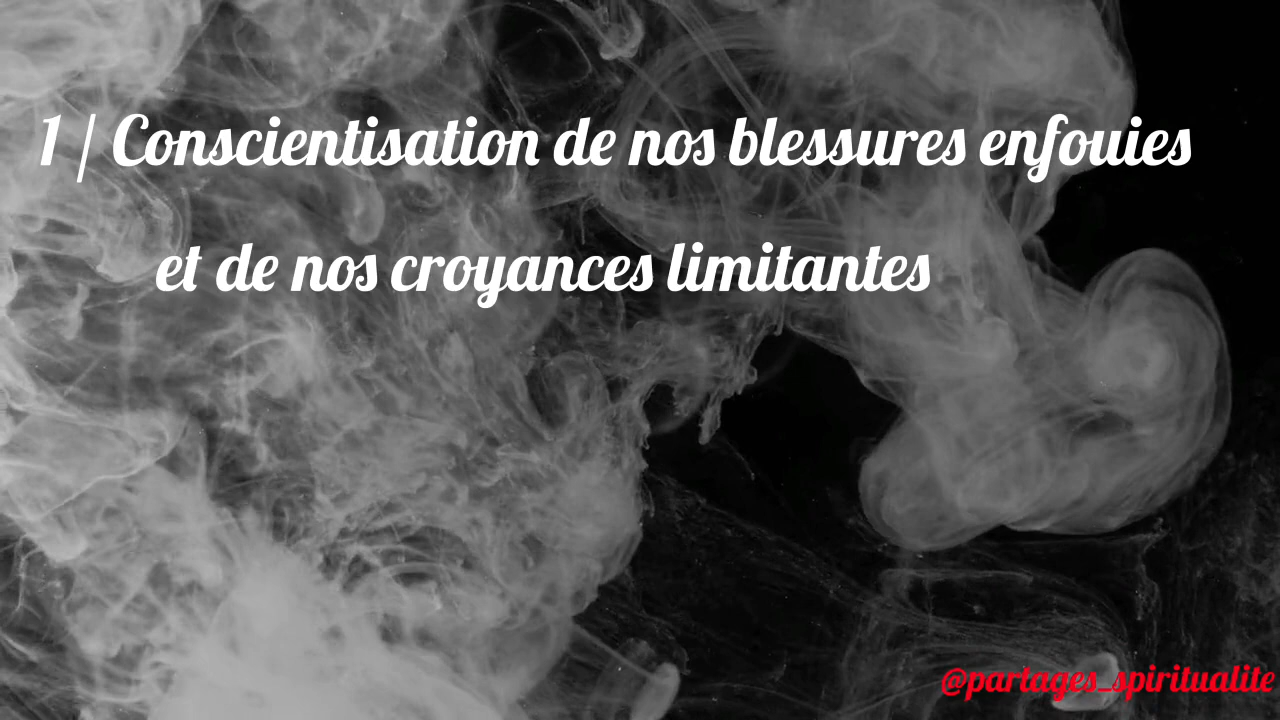 1 / Conscientisation de nos blessures enfouies
et de nos croyances limitantes
@partages_spiritualite